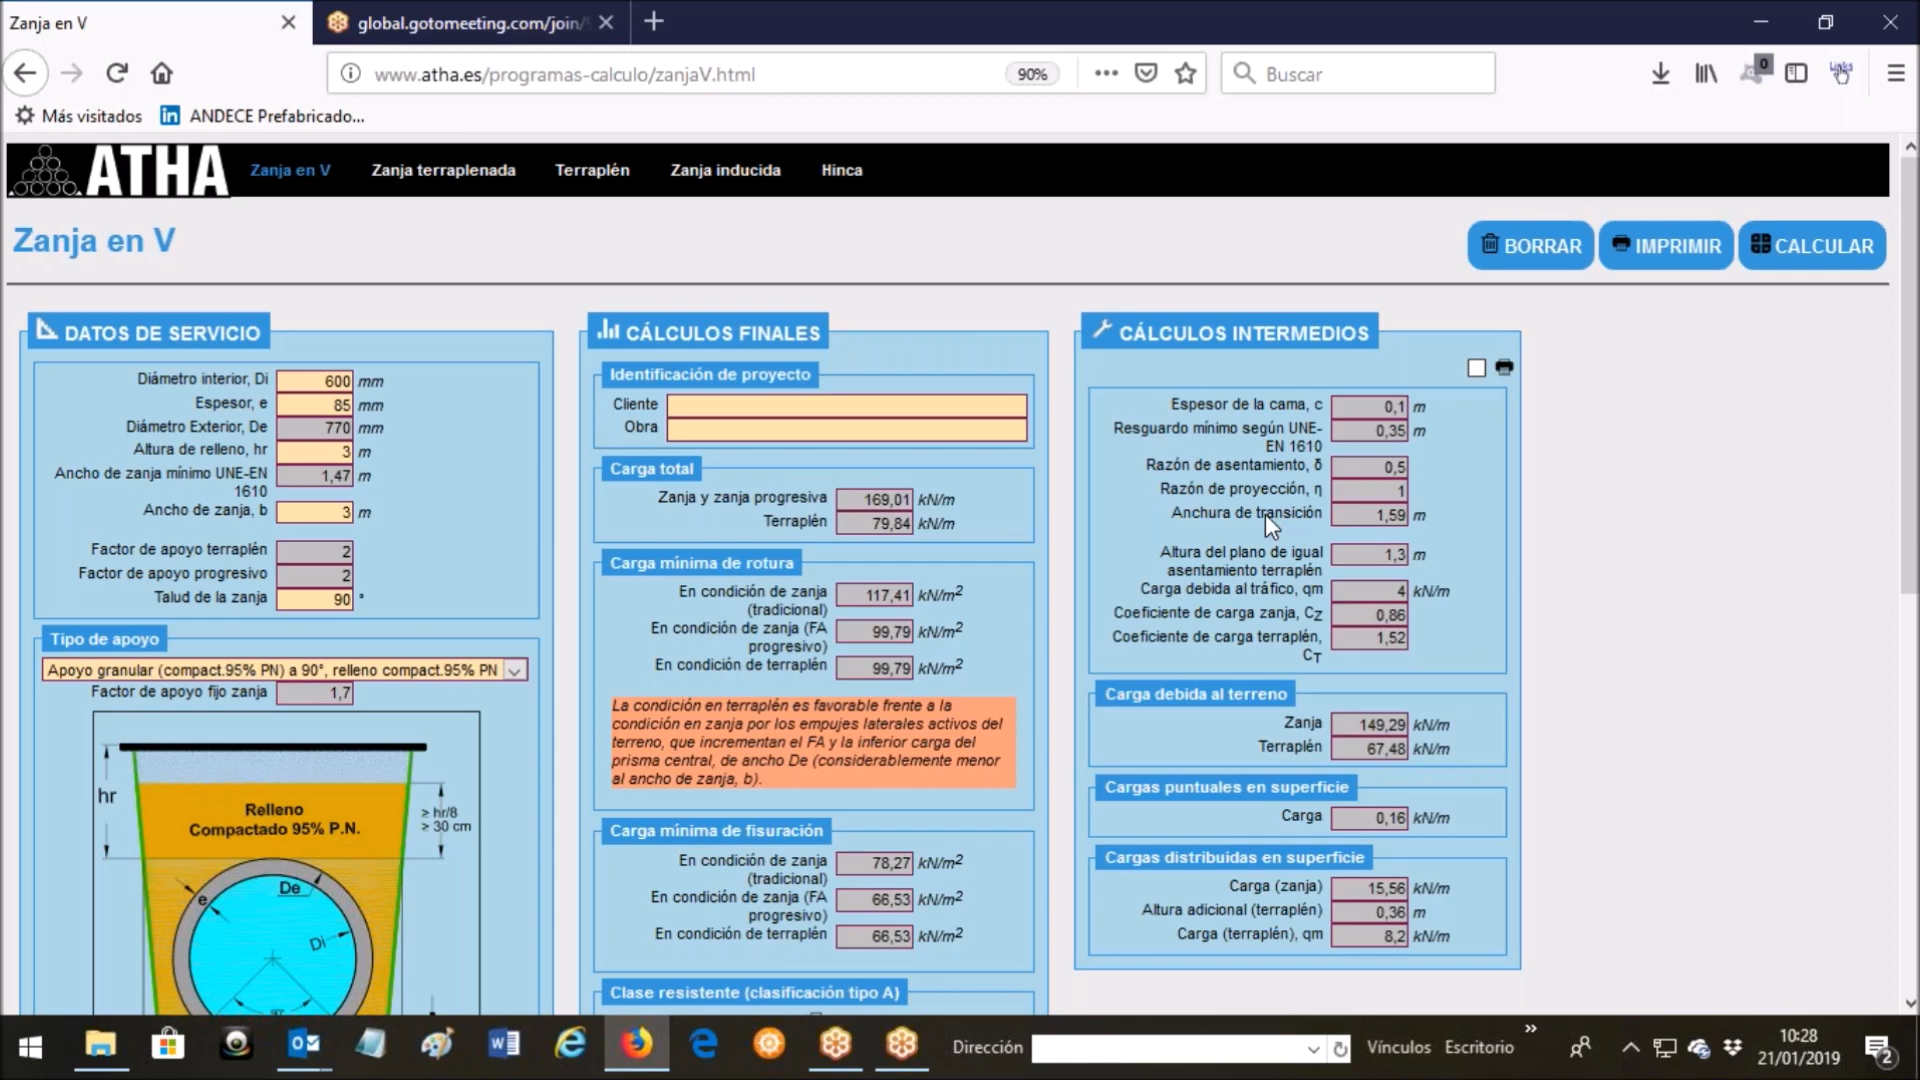 Zanja en V
global.gotomeeting.com/join/
www.atha.es/programas-calculo/zanjaV.html
90%
Buscar
0
Más visitados
in ANDECE Prefabricado...
ATHA
Zanja en V
Zanja terraplenada
Terraplén
Zanja inducida
Hinca
Zanja en V
BORRAR
IMPRIMIR
CALCULAR
DATOS DE SERVICIO
Diámetro interior, Di 600 mm
Espesor, e 85 mm
Diámetro Exterior, De 770 mm
Altura de relleno, hr 3 m
Ancho de zanja mínimo UNE-EN 1,47 m
1610
Ancho de zanja, b 3 m
Factor de apoyo terraplén 2
Factor de apoyo progresivo 2
Talud de la zanja 90 °
Tipo de apoyo
Apoyo granular (compact.95% PN) a 90°, relleno compact.95% PN
Factor de apoyo fijo zanja 1,7
hr
Relleno
Compactado 95% P.N.
≥ hr/8
≥ 30 cm
De
e
Di
90°
CÁLCULOS FINALES
Identificación de proyecto
Cliente
Obra
Carga total
Zanja y zanja progresiva 169,01 kN/m
Terraplén 79,84 kN/m
Carga mínima de rotura
En condición de zanja 117,41 kN/m2
(tradicional)
En condición de zanja (FA 99,79 kN/m2
progresivo)
En condición de terraplén 99,79 kN/m2
La condición en terraplén es favorable frente a la
condición en zanja por los empujes laterales activos del
terreno, que incrementan el FA y la inferior carga del
prisma central, de ancho De (considerablemente menor
al ancho de zanja, b).
Carga mínima de fisuración
En condición de zanja 78,27 kN/m2
(tradicional)
En condición de zanja (FA 66,53 kN/m2
progresivo)
En condición de terraplén 66,53 kN/m2
Clase resistente (clasificación tipo A)
CÁLCULOS INTERMEDIOS
Espesor de la cama, c 0,1 m
Resguardo mínimo según UNE- 0,35 m
EN 1610
Razón de asentamiento, δ 0,5
Razón de proyección, η 1
Anchura de transición 1,59 m
Altura del plano de igual 1,3 m
asentamiento terraplén
Carga debida al tráfico, qm 4 kN/m
Coeficiente de carga zanja, CZ 0,86
Coeficiente de carga terraplén, 1,52
CT
Carga debida al terreno
Zanja 149,29 kN/m
Terraplén 67,48 kN/m
Cargas puntuales en superficie
Carga 0,16 kN/m
Cargas distribuidas en superficie
Carga (zanja) 15,56 kN/m
Altura adicional (terraplén) 0,36 m
Carga (terraplén), qm 8,2 kN/m
Dirección
Vínculos
Escritorio
10:28
21/01/2019
2